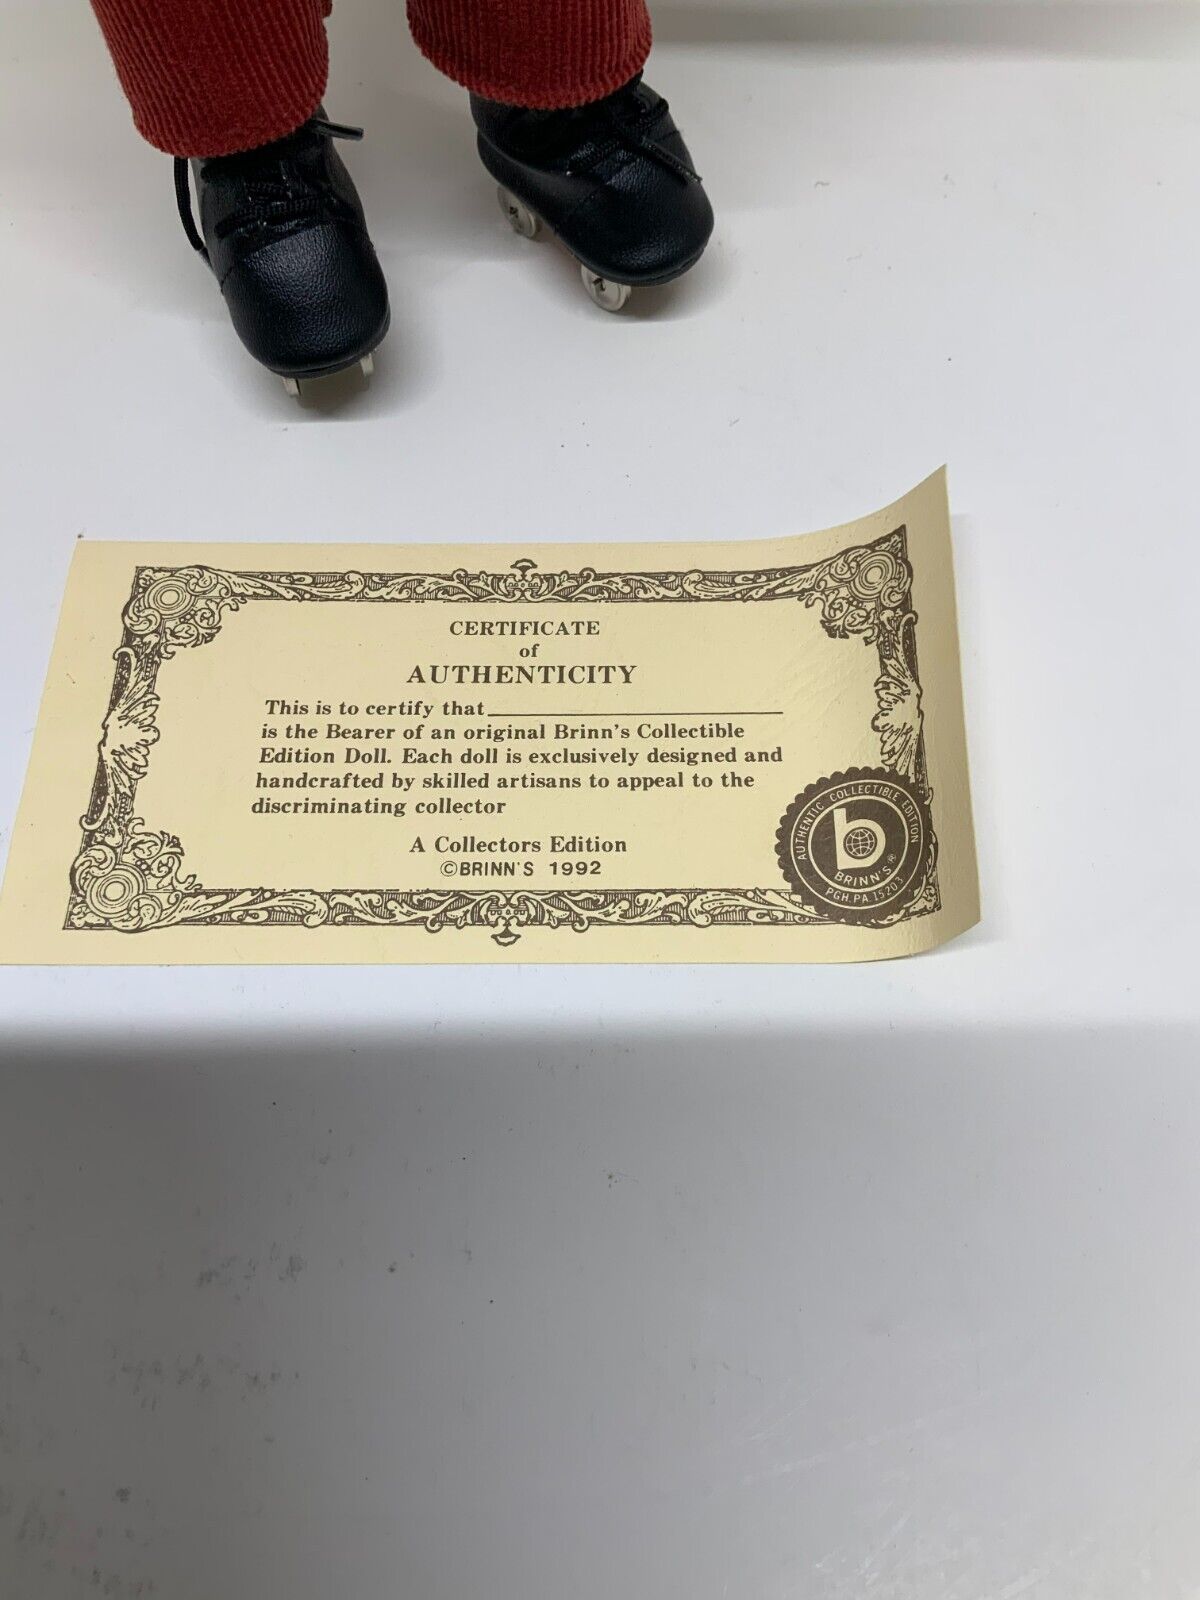 CERTIFICATE
of
AUTHENTICITY
This is to certify that
is the Bearer of an original Brinn's Collectible
Edition Doll. Each doll is exclusively designed and
handcrafted by skilled artisans to appeal to the
discriminating collector
A Collectors Edition
©BRINN'S 1992
AUTHENTIC COLLECTIBLE EDITION
b
BRINN'S®
PGH.PA.15203